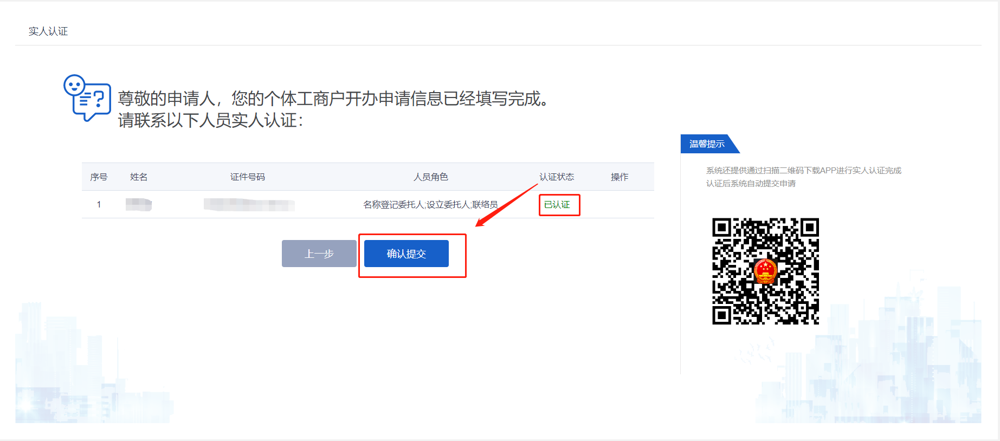 实人认证
尊敬的申请人，您的个体工商户开办申请信息已经填写完成。
请联系以下人员实人认证：
序号 姓名 证件号码 人员角色 认证状态 操作
1 名称登记委托人;设立委托人;联络员 已认证
上一步 确认提交
温馨提示
系统还提供通过扫描二维码下载APP进行实人认证完成
认证后系统自动提交申请